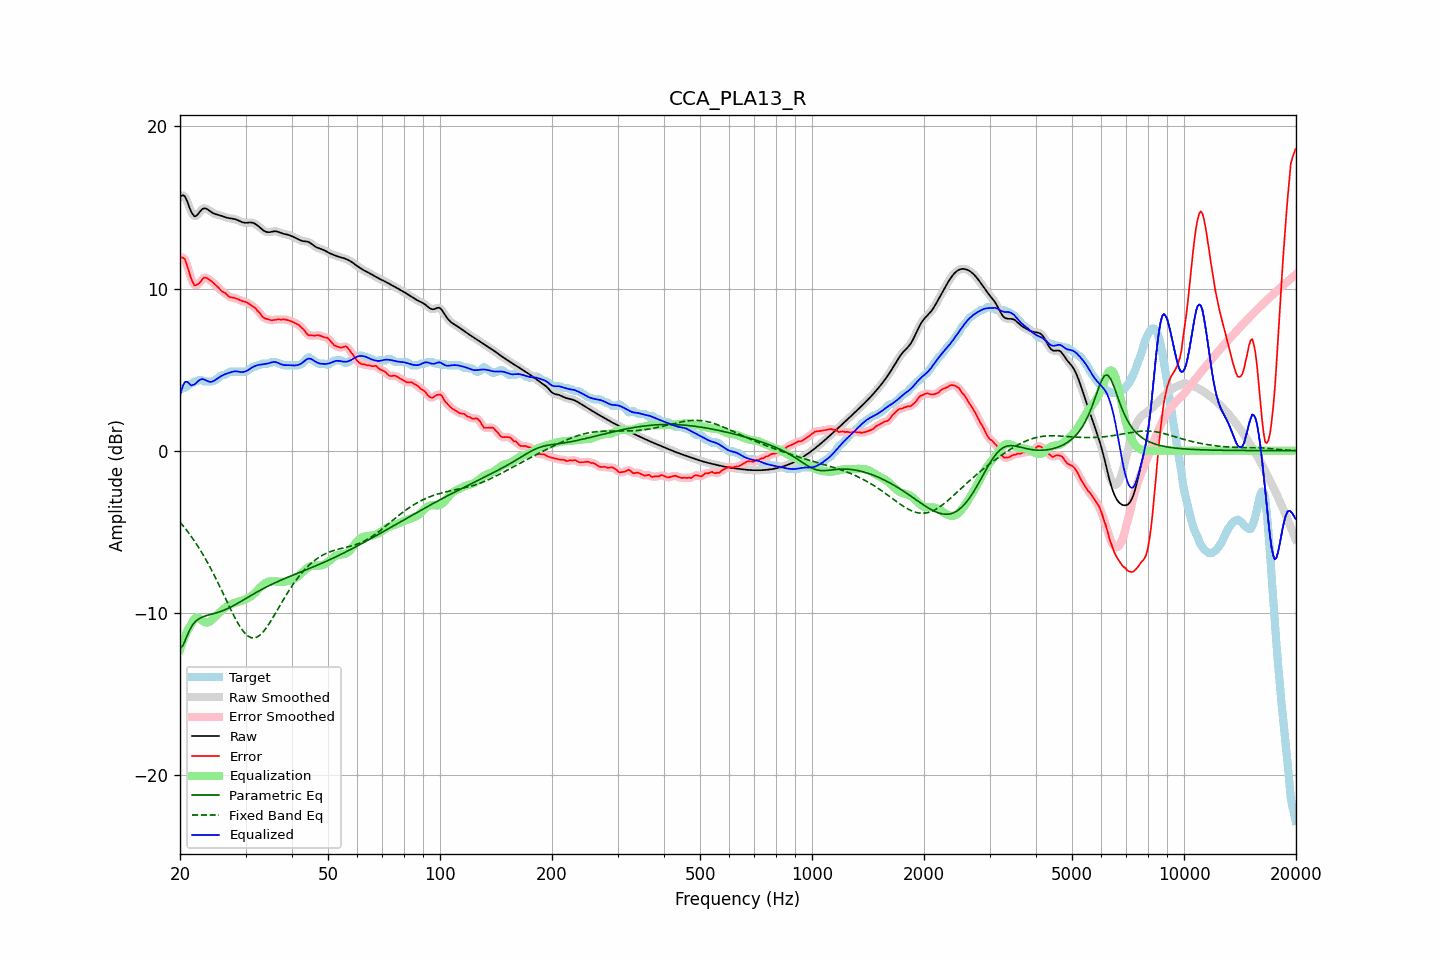 CCA_PLA13_R
Amplitude (dBr)
20
10
0
−10
−20
Target
Raw Smoothed
Error Smoothed
Raw
Error
Equalization
Parametric Eq
Fixed Band Eq
Equalized
20 50 100 200 500 1000 2000 5000 10000 20000
Frequency (Hz)